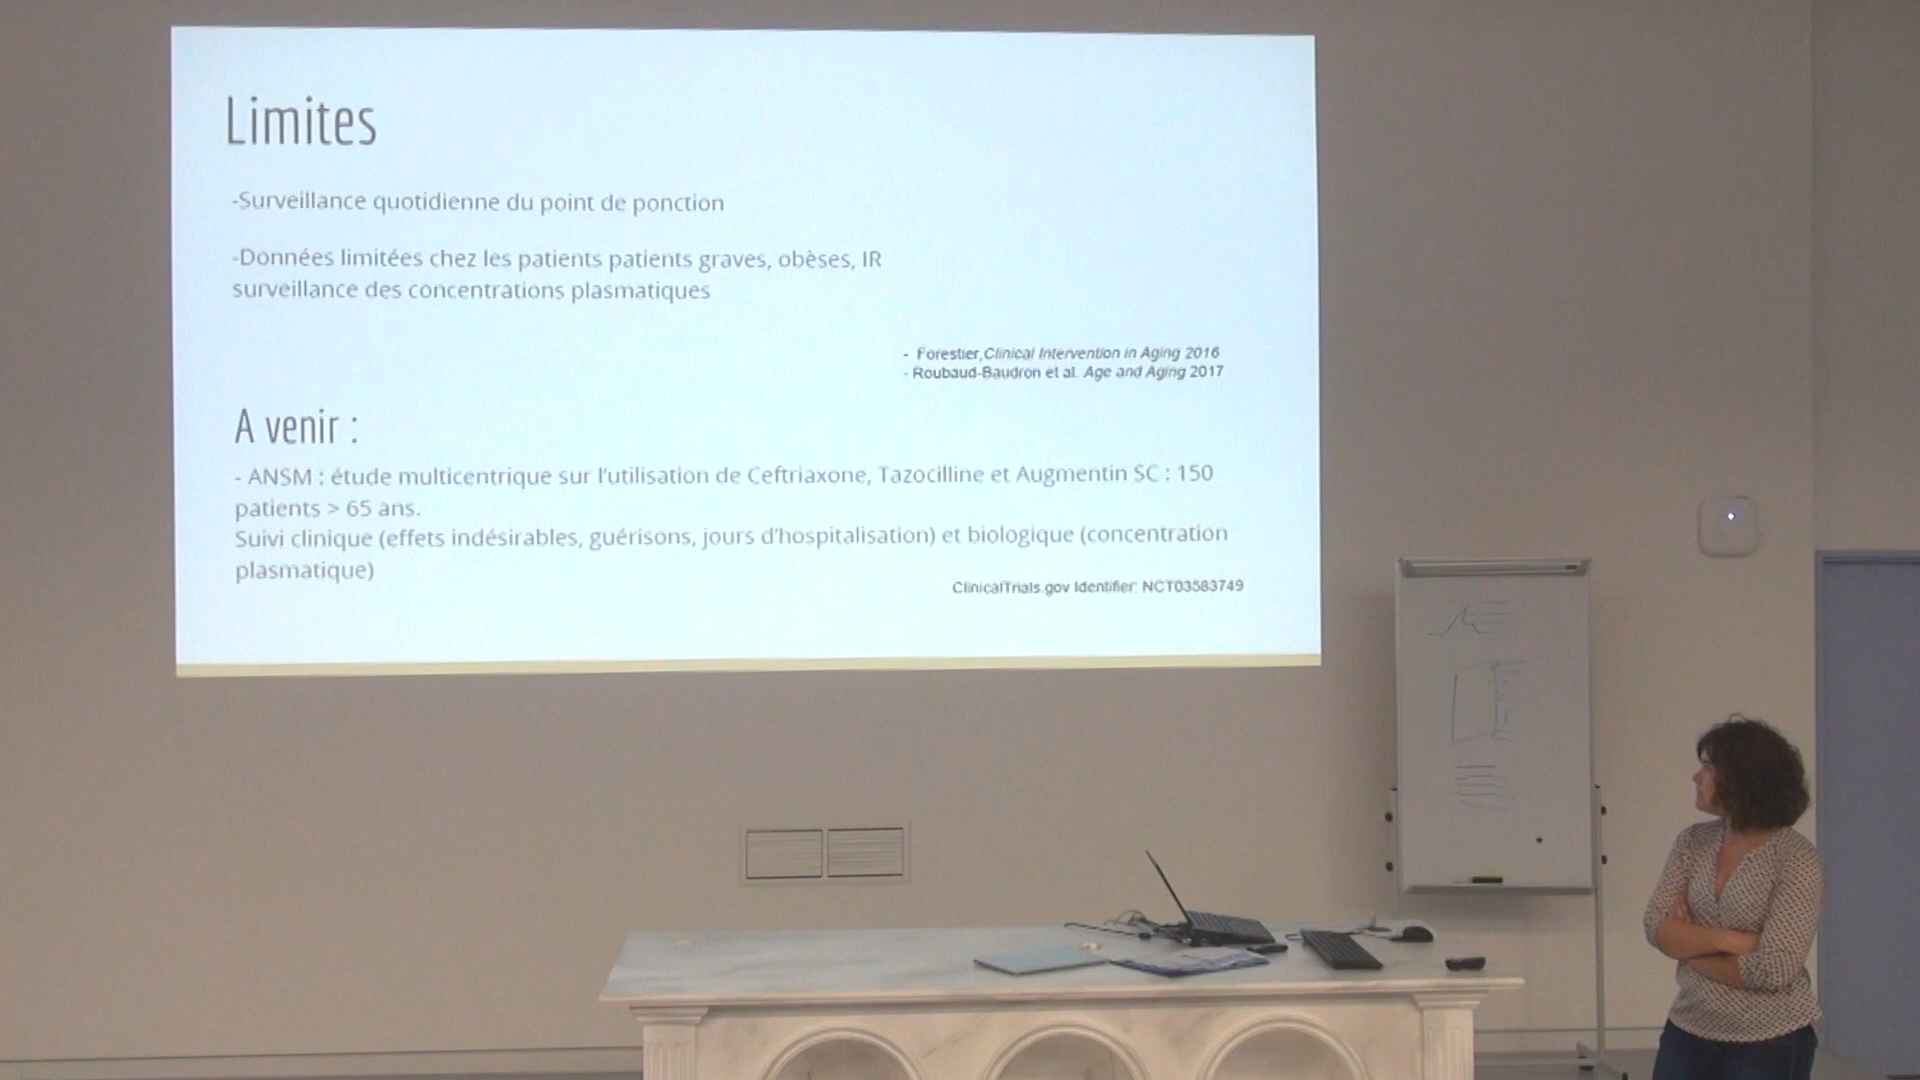 Limites
-Surveillance quotidienne du point de ponction
-Données limitées chez les patients patients graves, obèses, IR
surveillance des concentrations plasmatiques
- Forestier, Clinical Intervention in Aging 2016
- Roubaud-Baudron et al. Age and Aging 2017
A venir :
- ANSM : étude multicentrique sur l'utilisation de Ceftriaxone, Tazocilline et Augmentin SC : 150
patients > 65 ans.
Suivi clinique (effets indésirables, guérisons, jours d'hospitalisation) et biologique (concentration
plasmatique)
ClinicalTrials.gov Identifier: NCT03583749